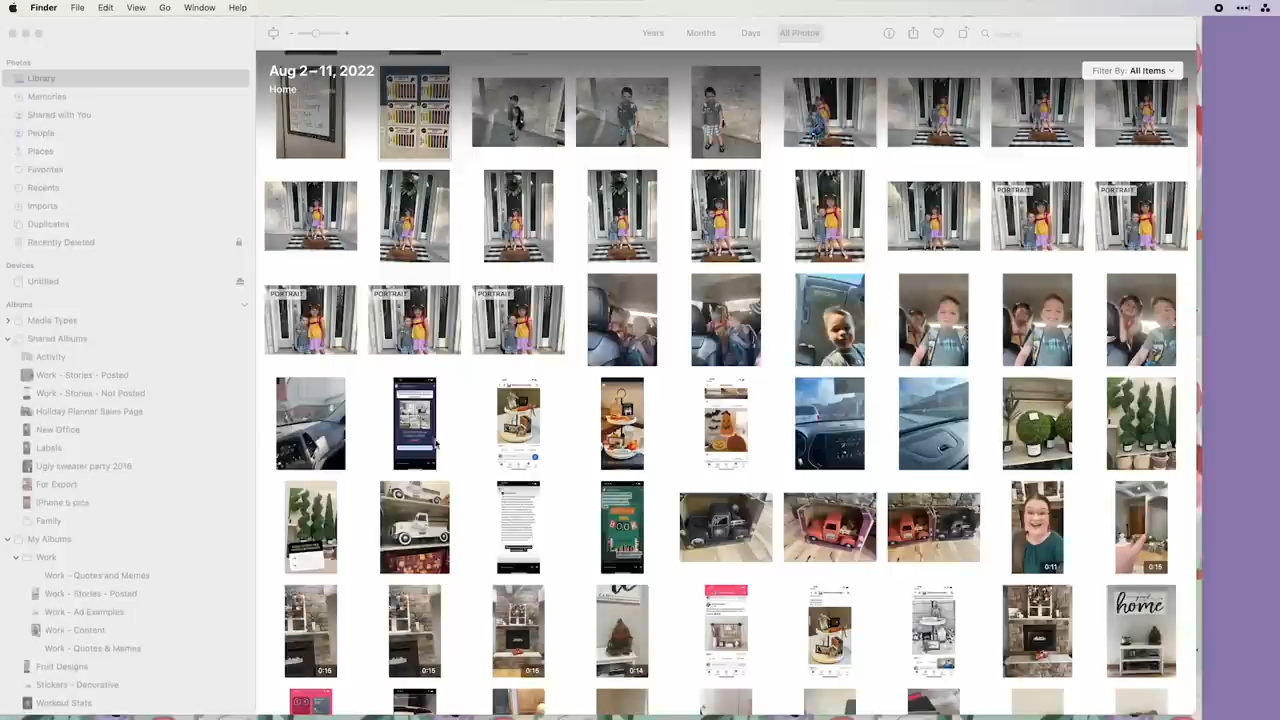 Finder File Edit View Go Window Help
Years Months Days All Photos
Photos
Library
Memories
Shared with You
People
Places
Favorites
Recents
Imports
Duplicates
Recently Deleted
Devices
Untitled
Albums
Media Types
Shared Albums
Activity
Work - Stories - Posted
Work - Stories - Not Posted
Holiday Planner Sales Page
New Office
Labels
Ugly sweater party 2016
For Export
iPhone 5 pics
Family
My Albums
Work
Work - Quotes and Memes
Work - Stories - Posted
Work - Ad Examples
Work - Content
Work - Quotes & Memes
Fruit Designs
Stickers - Decorative
Workout Stats
Aug 2–11, 2022
Home
Filter By: All Items
PORTRAIT PORTRAIT
PORTRAIT PORTRAIT PORTRAIT
0:11 0:15
0:15 0:15 0:15 0:14
home